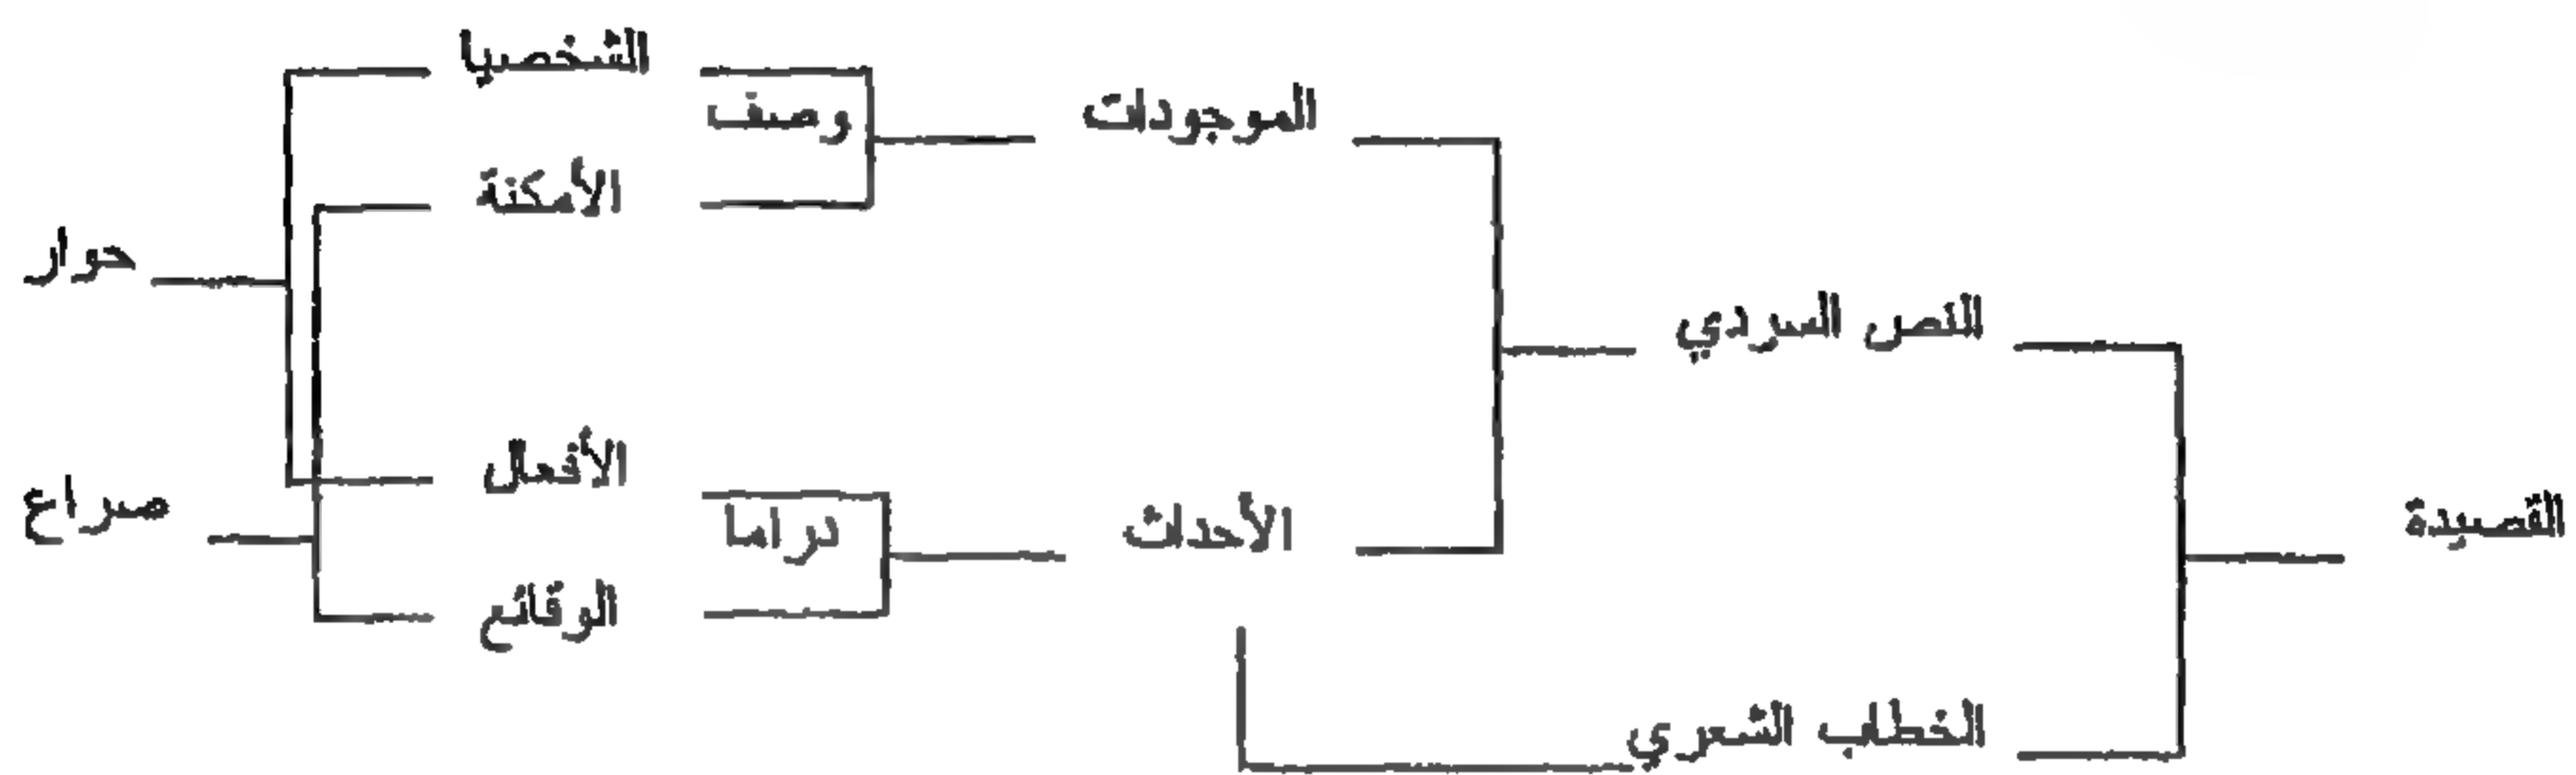 القصيدة
النص السردي
الخطاب الشعري
الموجودات
الأحداث
وصف
دراما
الشخصيا
الأمكنة
الأفعال
الوقائع
حوار
صراع